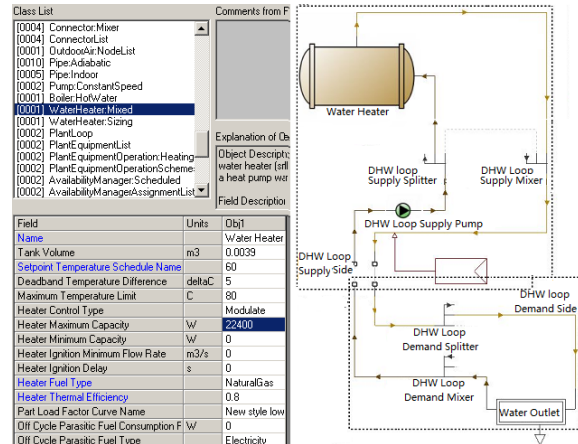 Class List
Comments from F
[0004] Connector:Mixer
[0004] ConnectorList
[0001] OutdoorAir:NodeList
[0010] Pipe:Adiabatic
[0005] Pipe:Indoor
[0002] Pump:ConstantSpeed
[0001] Boiler:HotWater
[0001] WaterHeater:Mixed
[0001] WaterHeater:Sizing
[0002] PlantLoop
[0002] PlantEquipmentList
[0002] PlantEquipmentOperation:Heating
[0002] PlantEquipmentOperationScheme
[0002] AvailabilityManager:Scheduled
[0002] AvailabilityManagerAssignmentList
Explanation of
Object Descript
water heater
a heat pump
Field Descriptio
Field Units Obj1
Name Water Heater
Tank Volume m3 0.0039
Setpoint Temperature Schedule Name 60
Deadband Temperature Difference deltaC 5
Maximum Temperature Limit C 80
Heater Control Type Modulate
Heater Maximum Capacity W 22400
Heater Minimum Capacity W 0
Heater Ignition Minimum Flow Rate m3/s 0
Heater Ignition Delay s 0
Heater Fuel Type NaturalGas
Heater Thermal Efficiency 0.8
Part Load Factor Curve Name New style low
Off Cycle Parasitic Fuel Consumption F W 0
Off Cycle Parasitic Fuel Type Electricity
Water Heater
DHW loop
Supply Splitter
DHW loop
Supply Mixer
DHW Loop Supply Pump
DHW Loop
Supply Side
DHW loop
Demand Side
DHW Loop
Demand Splitter
DHW Loop
Demand Mixer
Water Outlet